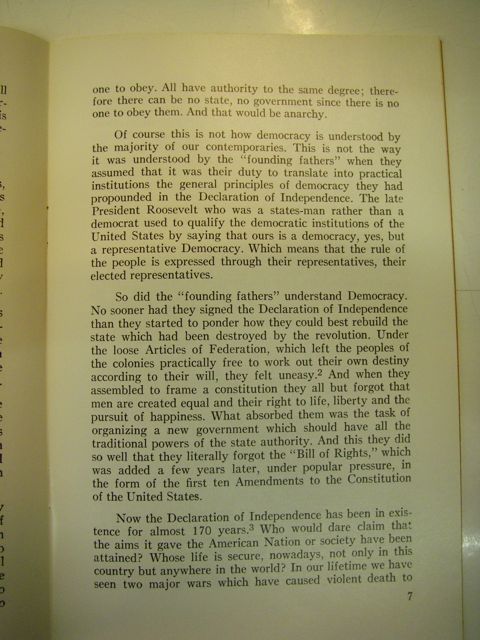 one to obey. All have authority to the same degree; there-
fore there can be no state, no government since there is no
one to obey them. And that would be anarchy.
Of course this is not how democracy is understood by
the majority of our contemporaries. This is not the way
it was understood by the "founding fathers" when they
assumed that it was their duty to translate into practical
institutions the general principles of democracy they had
propounded in the Declaration of Independence. The late
President Roosevelt who was a states-man rather than a
democrat used to qualify the democratic institutions of the
United States by saying that ours is a democracy, yes, but
a representative Democracy. Which means that the rule of
the people is expressed through their representatives, their
elected representatives.
So did the "founding fathers" understand Democracy.
No sooner had they signed the Declaration of Independence
than they started to ponder how they could best rebuild the
state which had been destroyed by the revolution. Under
the loose Articles of Federation, which left the peoples of
the colonies practically free to work out their own destiny
according to their will, they felt uneasy.2 And when they
assembled to frame a constitution they all but forgot that
men are created equal and their right to life, liberty and the
pursuit of happiness. What absorbed them was the task of
organizing a new government which should have all the
traditional powers of the state authority. And this they did
so well that they literally forgot the "Bill of Rights," which
was added a few years later, under popular pressure, in
the form of the first ten Amendments to the Constitution
of the United States.
Now the Declaration of Independence has been in exis-
tence for almost 170 years.3 Who would dare claim that
the aims it gave the American Nation or society have been
attained? Whose life is secure, nowadays, not only in this
country but anywhere in the world? In our lifetime we have
seen two major wars which have caused violent death to
7